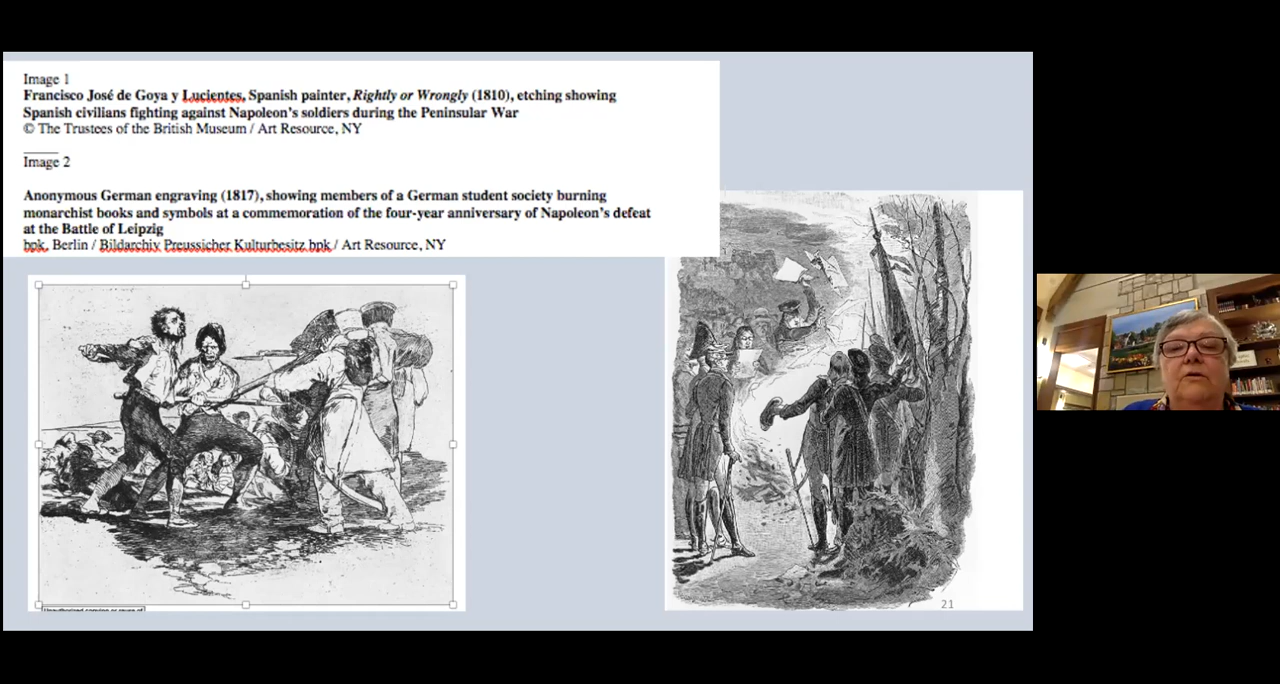 Image 1
Francisco José de Goya y Lucientes, Spanish painter, Rightly or Wrongly (1810), etching showing
Spanish civilians fighting against Napoleon's soldiers during the Peninsular War
© The Trustees of the British Museum / Art Resource, NY
Image 2
Anonymous German engraving (1817), showing members of a German student society burning
monarchist books and symbols at a commemoration of the four-year anniversary of Napoleon's defeat
at the Battle of Leipzig
bpk, Berlin / Bildarchiv Preussicher Kulturbesitz bpk / Art Resource, NY
21